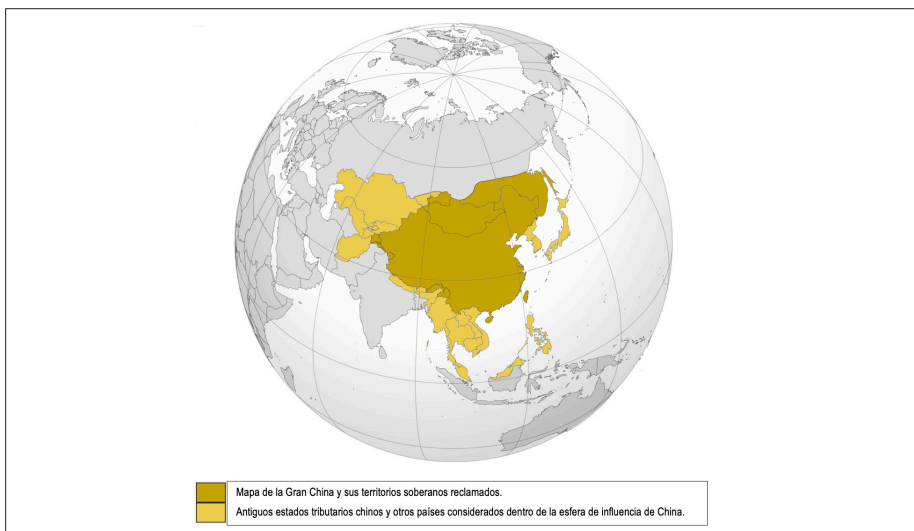 Mapa de la Gran China y sus territorios soberanos reclamados.
Antiguos estados tributarios chinos y otros países considerados dentro de la esfera de influencia de China.